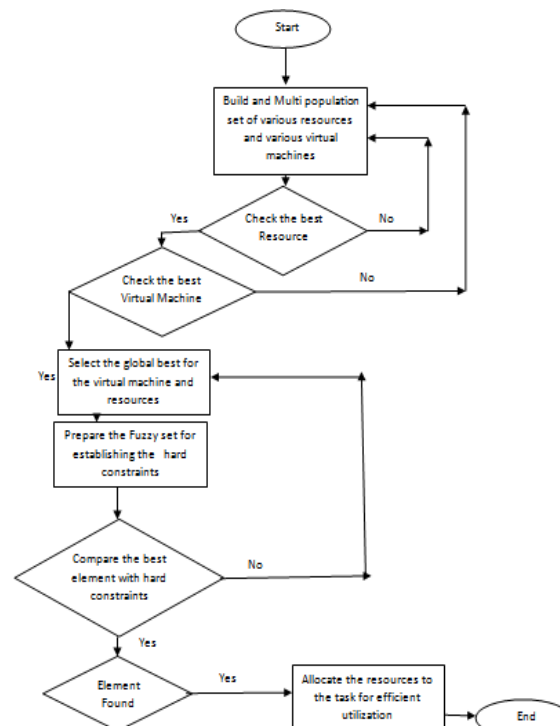 Start
Build and Multi population
set of various resources
and various virtual
machines
Yes
Check the best
Resource
No
Check the best
Virtual Machine
No
Yes
Select the global best for
the virtual machine and
resources
Prepare the Fuzzy set for
establishing the hard
constraints
Compare the best
element with hard
constraints
No
Yes
Element
Found
Yes
Allocate the resources to
the task for efficient
utilization
End